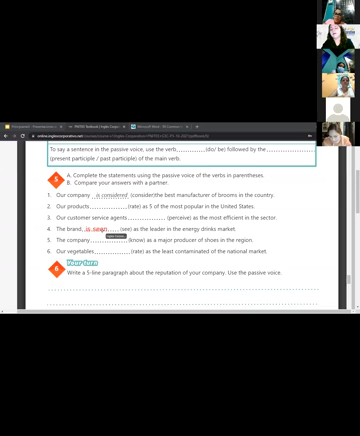 To say a sentence in the passive voice, use the verb.............(do/ be) followed by the
(present participle / past participle) of the main verb.
5.
A. Complete the statements using the passive voice of the verbs in parentheses.
B. Compare your answers with a partner.
1. Our company is considered (consider)the best manufacturer of brooms in the country.
2. Our products (rate) as 5 of the most popular in the United States.
3. Our customer service agents (perceive) as the most efficient in the sector.
4. The brand is seen (see) as the leader in the energy drinks market.
5. The company (know) as a major producer of shoes in the region.
6. Our vegetables (rate) as the least contaminated of the national market.
6.
Your turn
Write a 5-line paragraph about the reputation of your company. Use the passive voice.